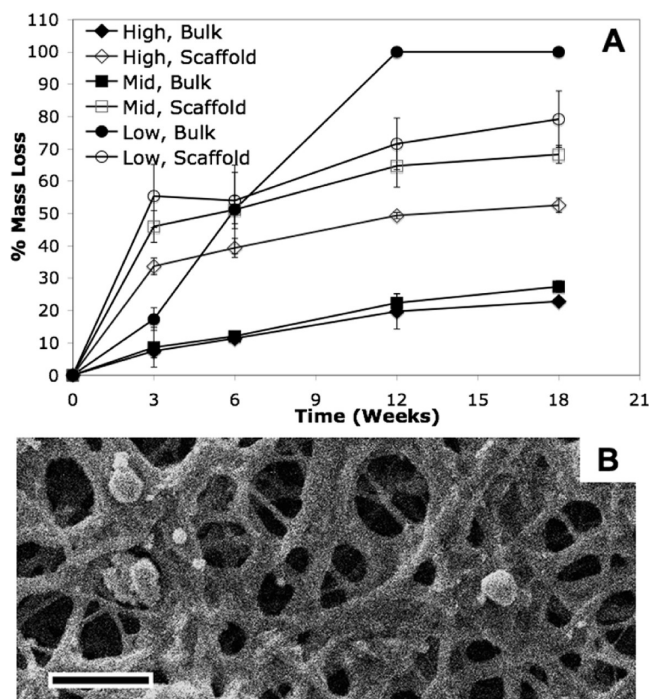 110
100
90
80
70
60
50
40
30
20
10
0
% Mass Loss
High, Bulk
High, Scaffold
Mid, Bulk
Mid, Scaffold
Low, Bulk
Low, Scaffold
A
0 3 6 9 12 15 18 21
Time (Weeks)
B